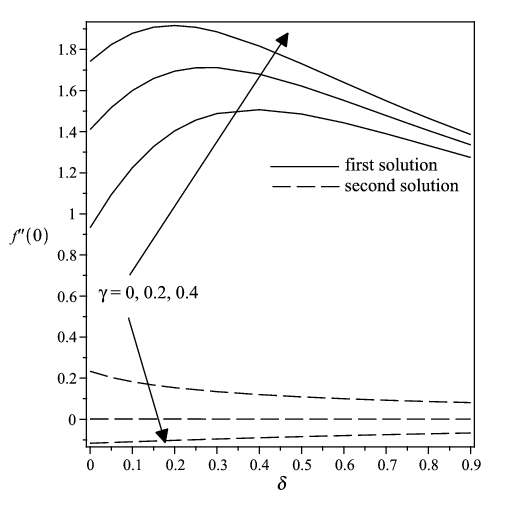 1.8
1.6
1.4
first solution
1.2
second solution
1
f″(0)
0.8
0.6
γ = 0, 0.2, 0.4
0.4
0.2
0
0 0.1 0.2 0.3 0.4 0.5 0.6 0.7 0.8 0.9
δ